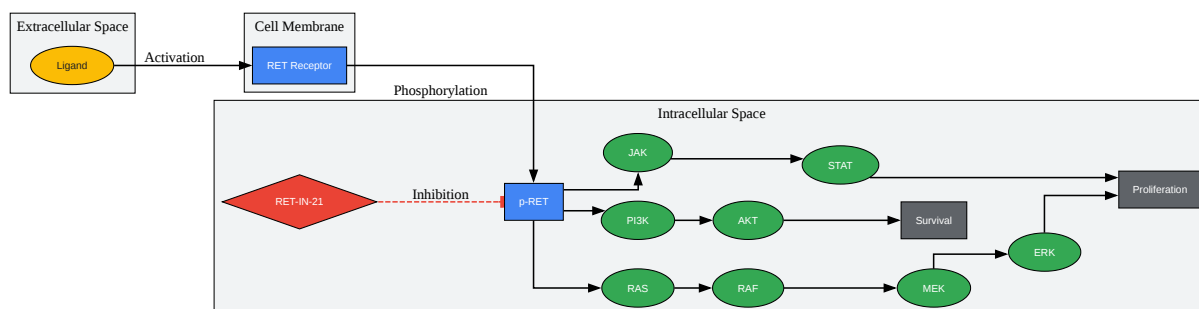 Extracellular Space
Cell Membrane
Ligand
Activation
RET Receptor
Phosphorylation
Intracellular Space
JAK
STAT
RET-IN-21
Inhibition
p-RET
Proliferation
PI3K
AKT
Survival
ERK
RAS
RAF
MEK